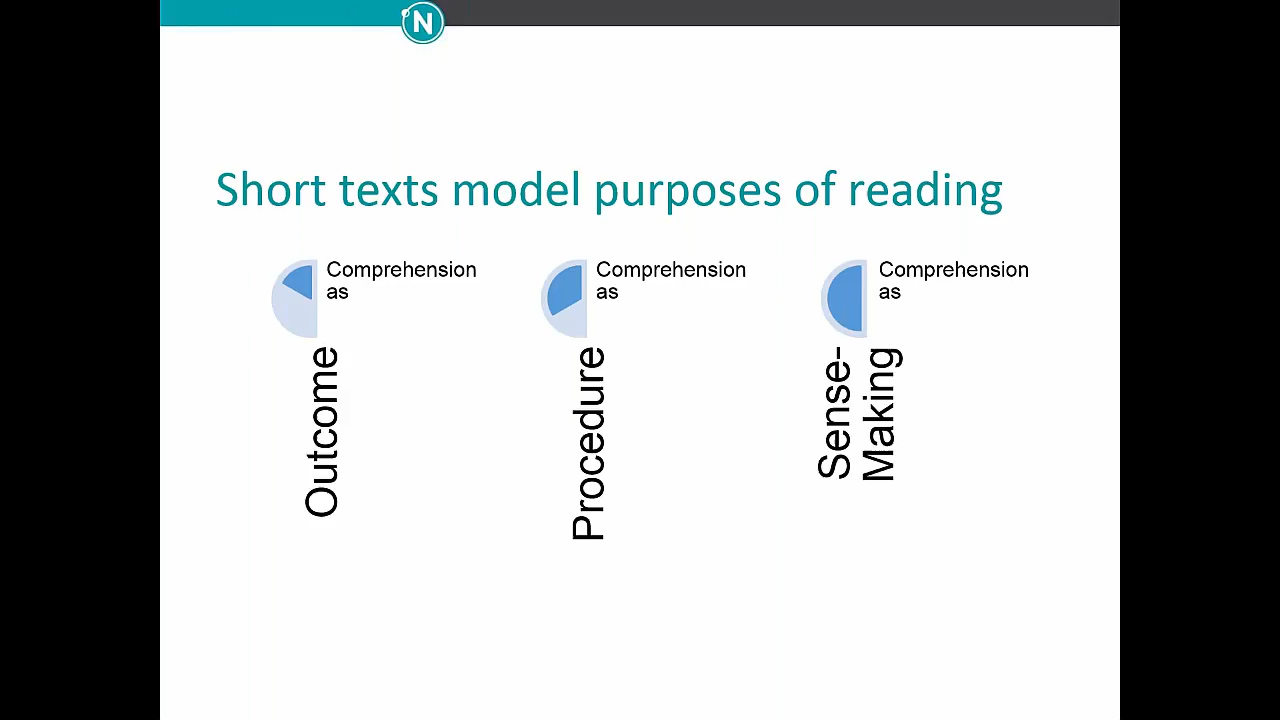 N
Short texts model purposes of reading
Comprehension
as
Outcome
Comprehension
as
Procedure
Comprehension
as
Sense-
Making